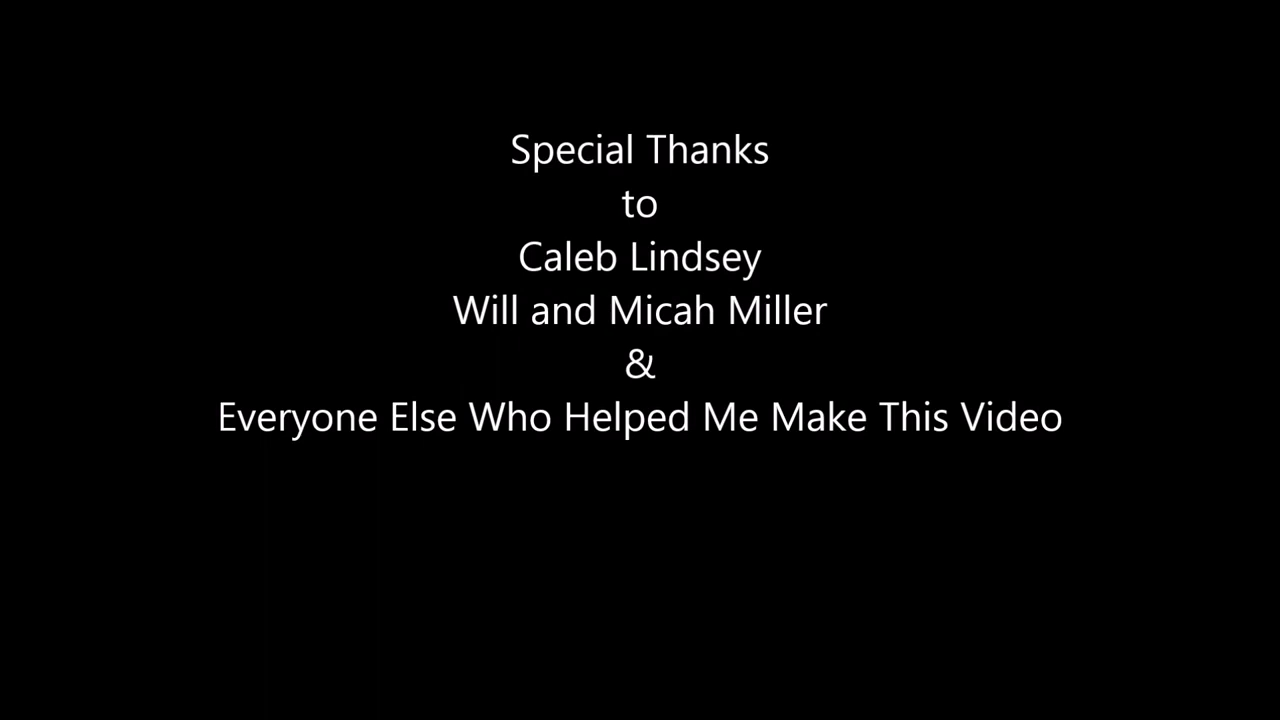 Special Thanks
to
Caleb Lindsey
Will and Micah Miller
&
Everyone Else Who Helped Me Make This Video